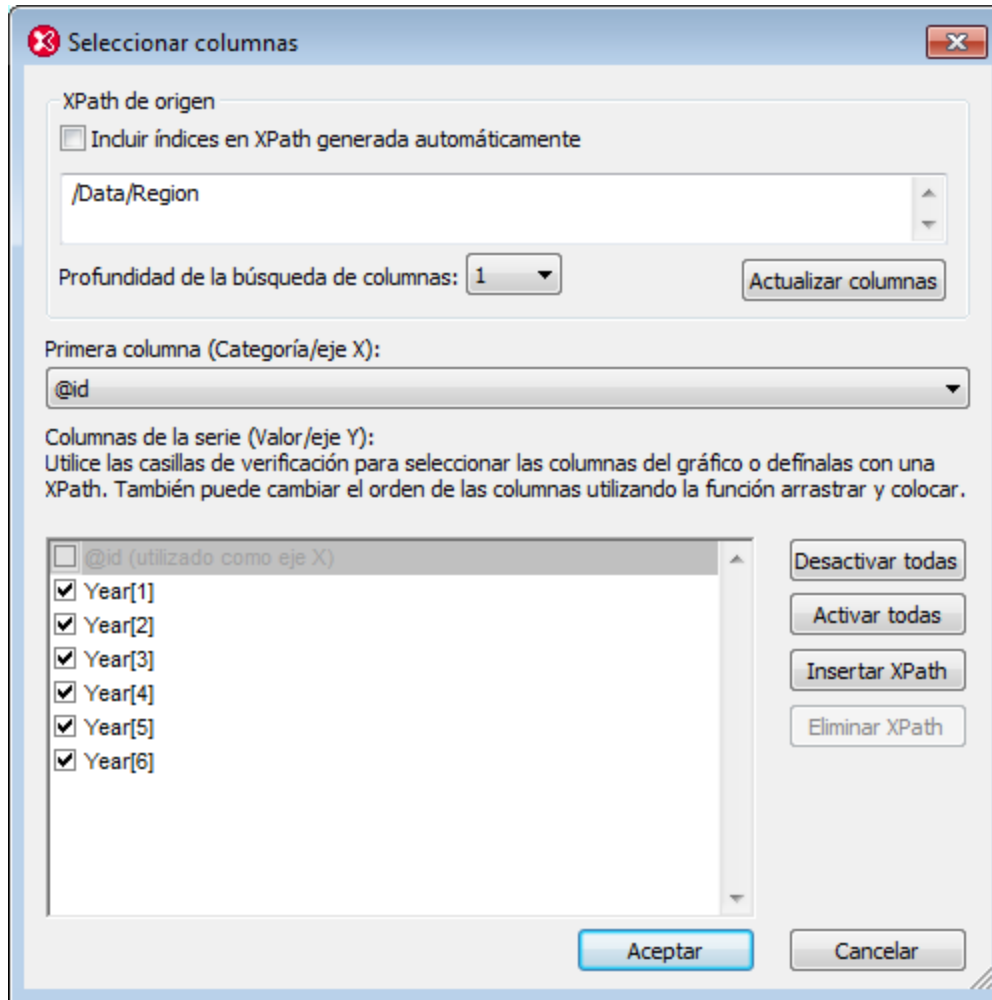 Seleccionar columnas
XPath de origen
Incluir índices en XPath generada automáticamente
/Data/Region
Profundidad de la búsqueda de columnas: 1
Actualizar columnas
Primera columna (Categoría/eje X):
@id
Columnas de la serie (Valor/eje Y):
Utilice las casillas de verificación para seleccionar las columnas del gráfico o defínalas con una
XPath. También puede cambiar el orden de las columnas utilizando la función arrastrar y colocar.
@id (utilizado como eje X)
Year[1]
Year[2]
Year[3]
Year[4]
Year[5]
Year[6]
Desactivar todas
Activar todas
Insertar XPath
Eliminar XPath
Aceptar
Cancelar